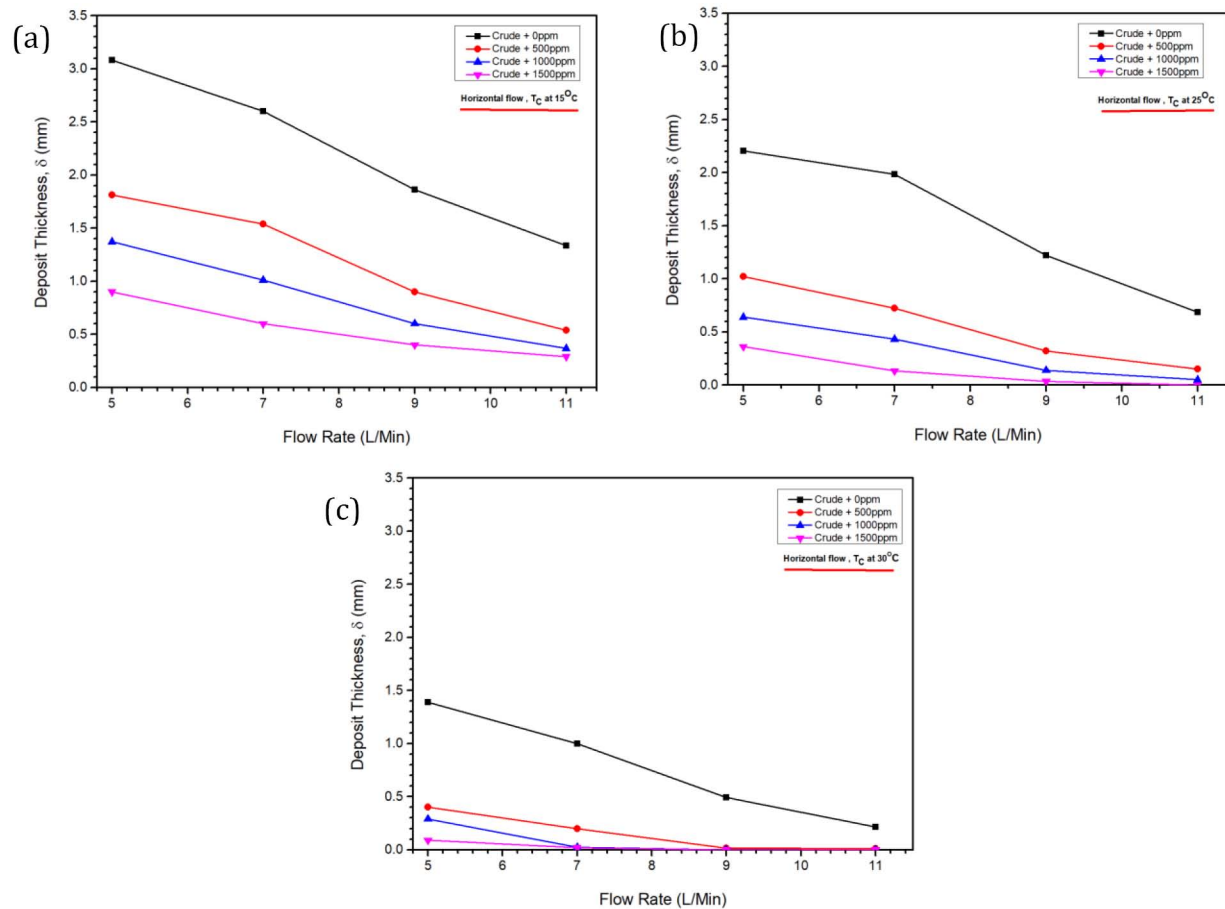 (a)
3.5
3.0
2.5
2.0
1.5
1.0
0.5
0.0
Deposit Thickness, δ (mm)
Crude + 0ppm
Crude + 500ppm
Crude + 1000ppm
Crude + 1500ppm
Horizontal flow , T_C at 15°C
5 6 7 8 9 10 11
Flow Rate (L/Min)
(b)
3.5
3.0
2.5
2.0
1.5
1.0
0.5
0.0
Deposit Thickness, δ (mm)
Crude + 0ppm
Crude + 500ppm
Crude + 1000ppm
Crude + 1500ppm
Horizontal flow , T_C at 25°C
5 6 7 8 9 10 11
Flow Rate (L/Min)
(c)
3.5
3.0
2.5
2.0
1.5
1.0
0.5
0.0
Deposit Thickness, δ (mm)
Crude + 0ppm
Crude + 500ppm
Crude + 1000ppm
Crude + 1500ppm
Horizontal flow , T_C at 30°C
5 6 7 8 9 10 11
Flow Rate (L/Min)